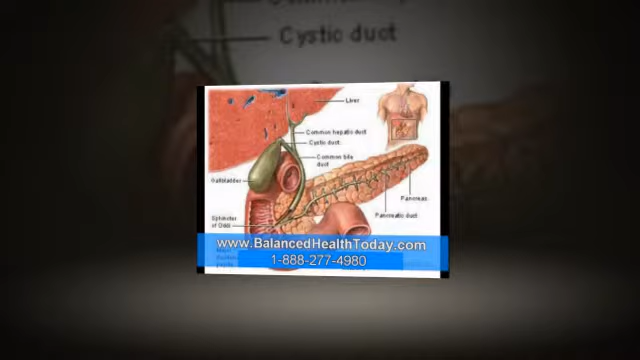 Cystic duct
Liver
Common hepatic duct
Cystic duct
Common bile
duct
Gallbladder
Pancreas
Pancreatic duct
Sphincter
of Oddi
www.BalancedHealthToday.com
1-888-277-4980